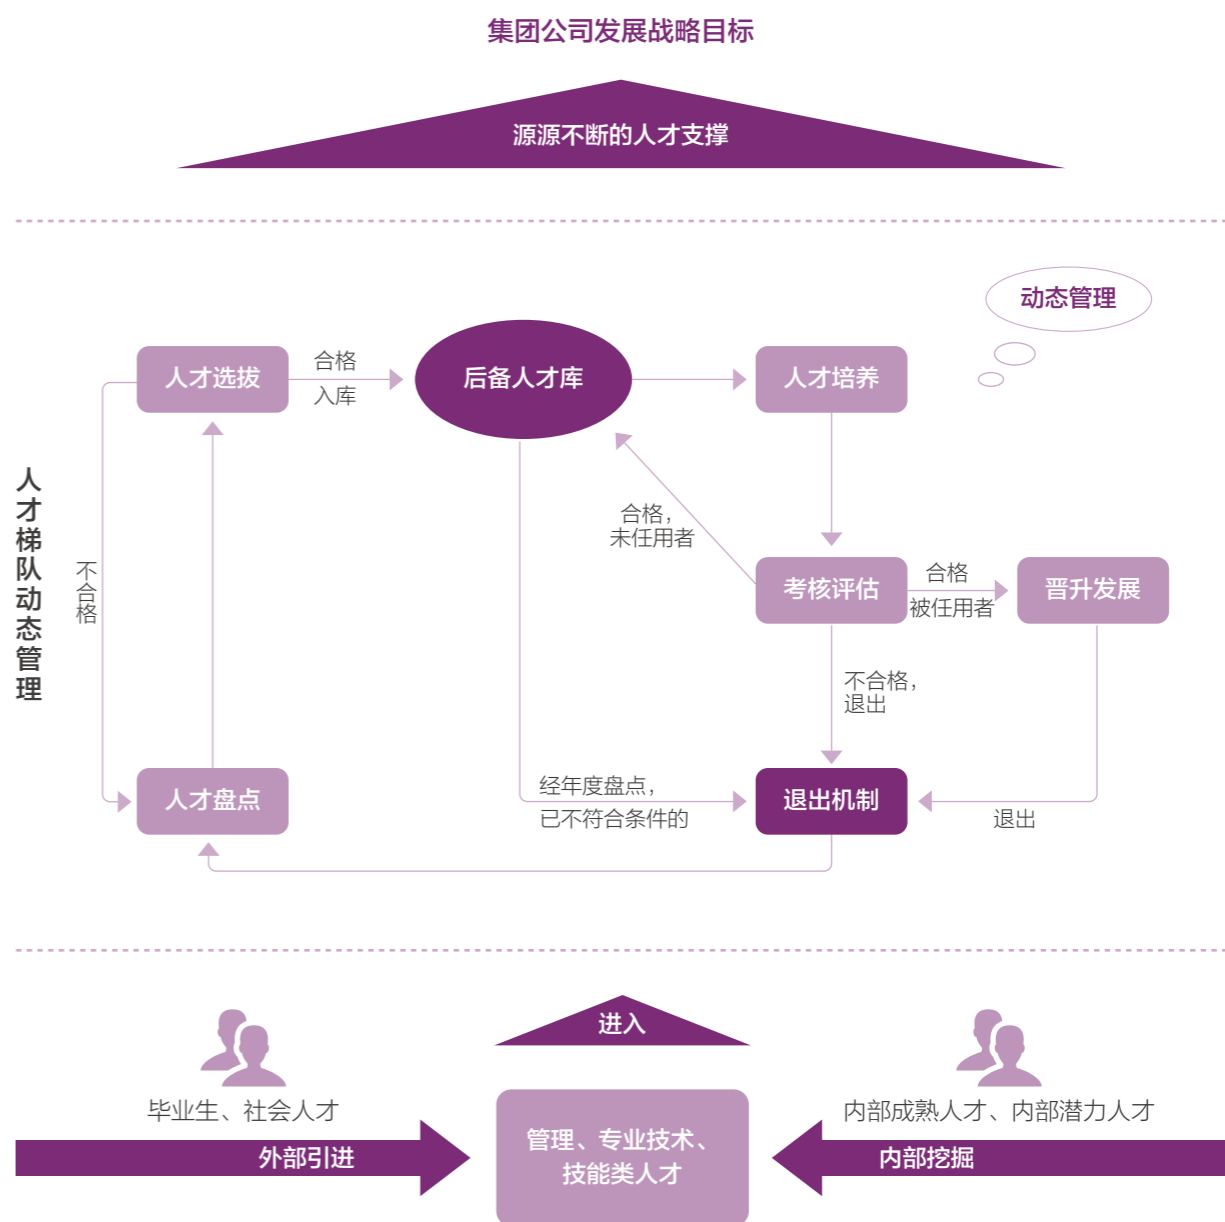 集团公司发展战略目标
源源不断的人才支撑
动态管理
人才选拔
合格
入库
后备人才库
人才培养
人才梯队动态管理
不合格
合格，
未任用者
考核评估
合格
被任用者
晋升发展
不合格，
退出
人才盘点
经年度盘点，
已不符合条件的
退出机制
退出
进入
毕业生、社会人才
外部引进
管理、专业技术、
技能类人才
内部成熟人才、内部潜力人才
内部挖掘